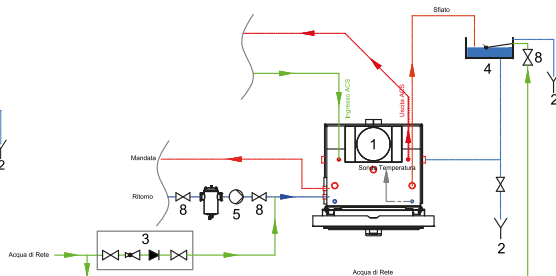 Sfiato
8
4
2
Ingresso ACS
Uscita ACS
1
2
Mandata
Sonda Temperatura
Ritorno
8
5
8
3
2
Acqua di Rete
Acqua di Rete